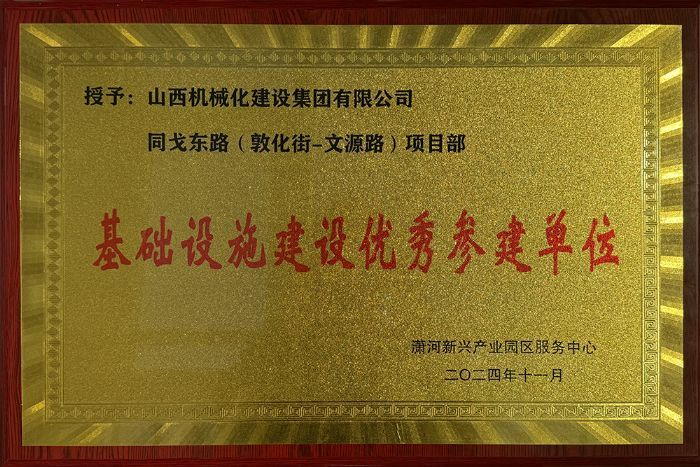 授予：山西机械化建设集团有限公司
同戈东路（敦化街-文源路）项目部
基础设施建设优秀参建单位
潇河新兴产业园区服务中心
二〇二四年十一月